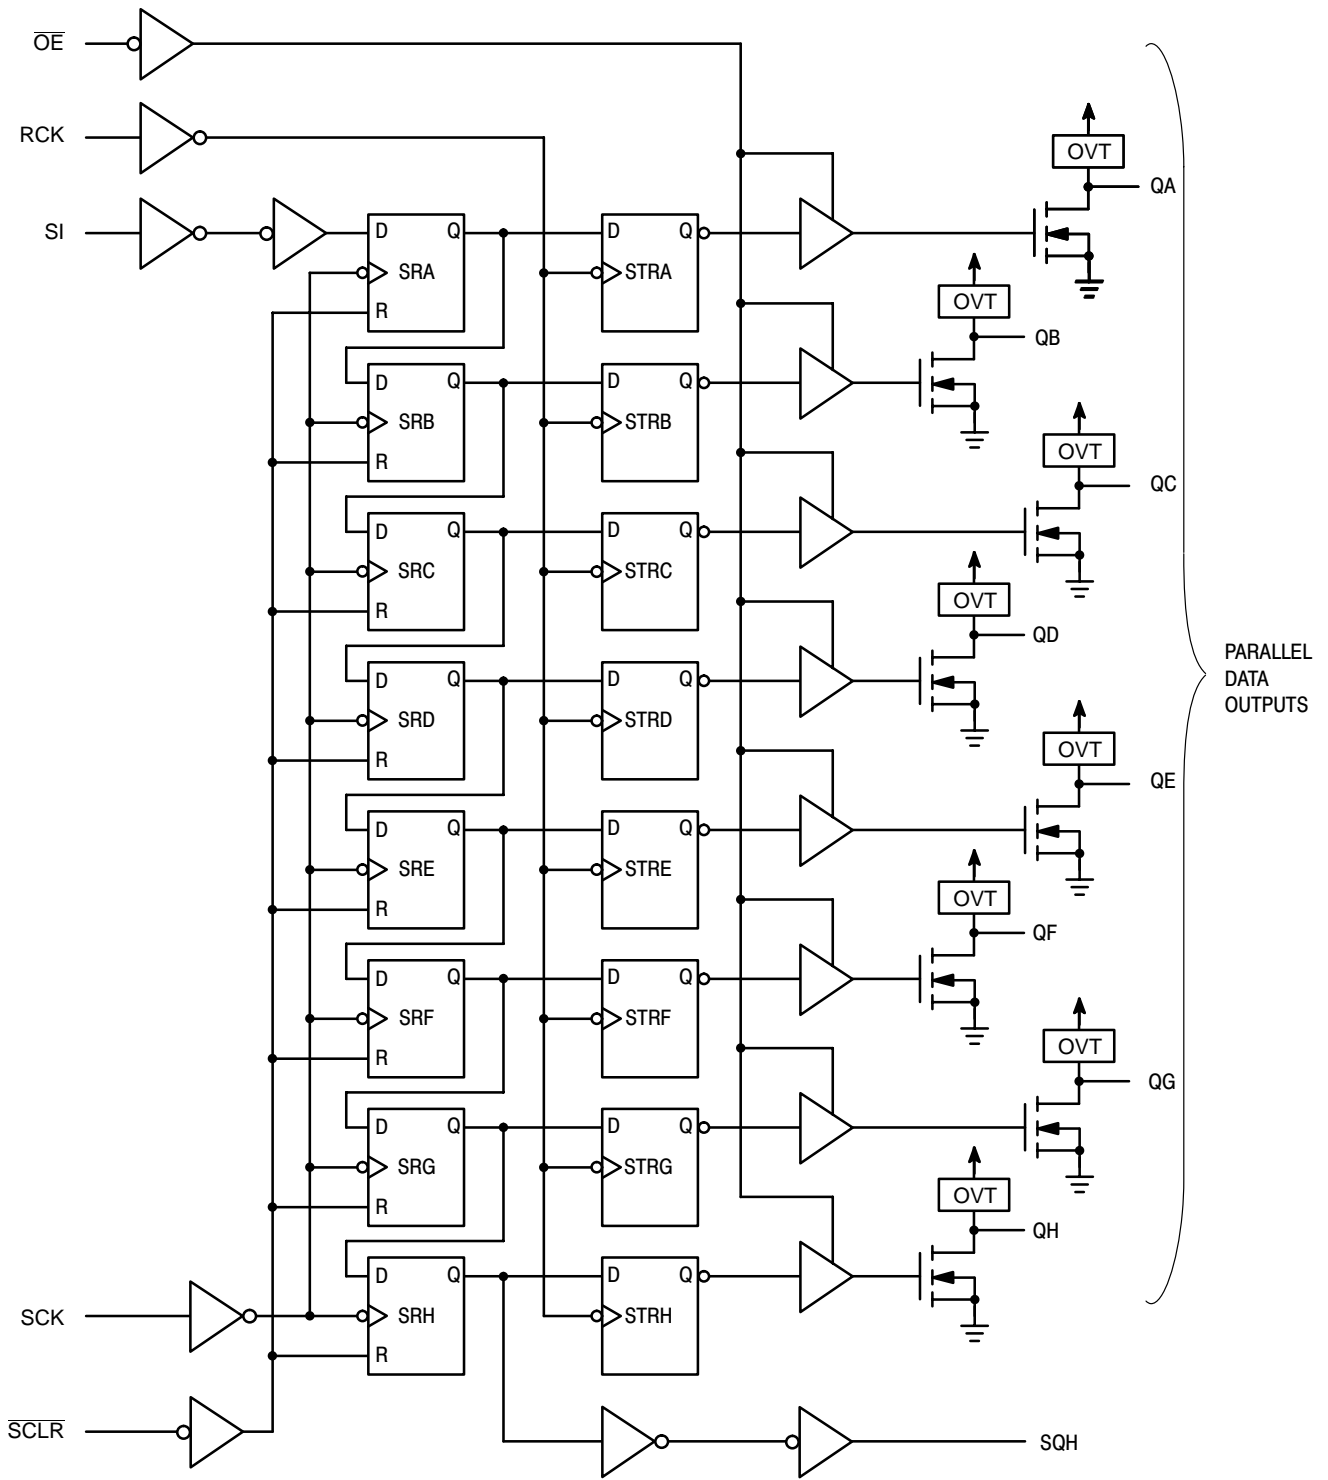 OE
RCK
OVT
QA
SI
D Q
SRA
R
D Q
STRA
OVT
QB
D Q
SRB
R
D Q
STRB
OVT
QC
D Q
SRC
R
D Q
STRC
OVT
QD
D Q
SRD
R
D Q
STRD
PARALLEL
DATA
OUTPUTS
OVT
QE
D Q
SRE
R
D Q
STRE
OVT
QF
D Q
SRF
R
D Q
STRF
OVT
QG
D Q
SRG
R
D Q
STRG
OVT
QH
D Q
SRH
R
D Q
STRH
SCK
SCLR
SQH